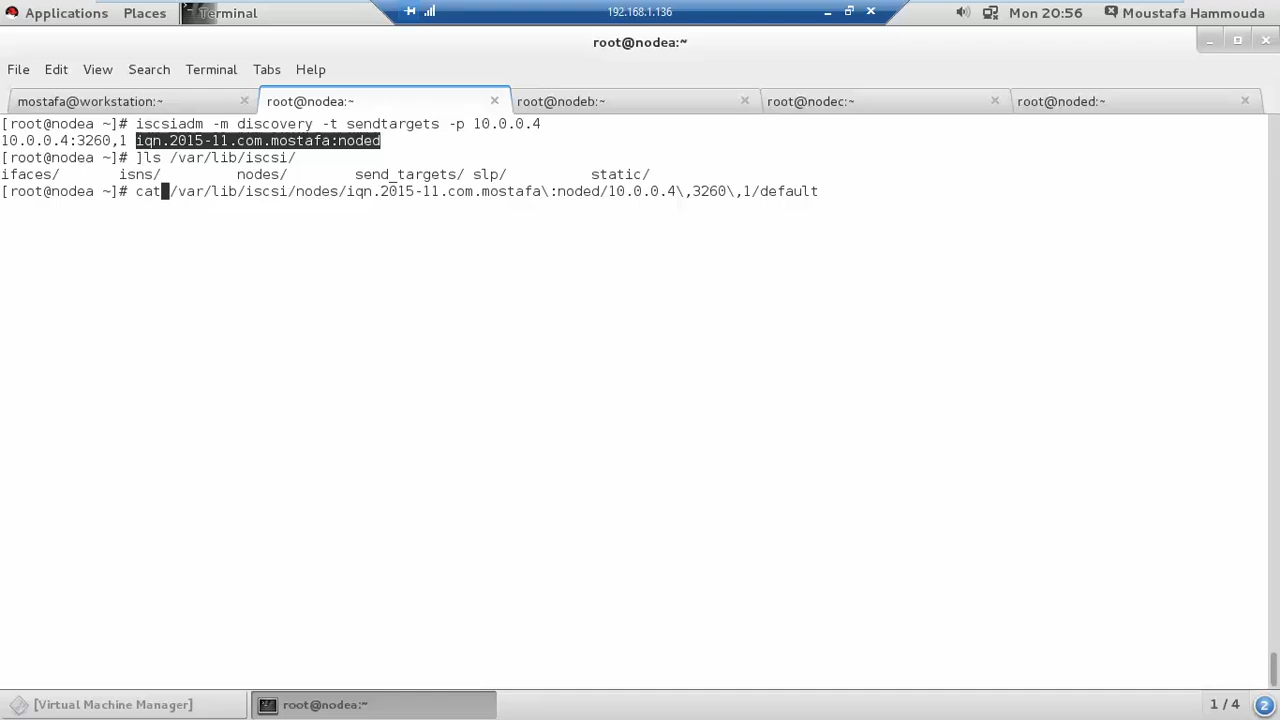 Applications Places Terminal 192.168.1.136 Mon 20:56 Moustafa Hammouda
root@nodea:~
File Edit View Search Terminal Tabs Help
mostafa@workstation:~ root@nodea:~ root@nodeb:~ root@nodec:~ root@noded:~
[root@nodea ~]# iscsiadm -m discovery -t sendtargets -p 10.0.0.4
10.0.0.4:3260,1 iqn.2015-11.com.mostafa:noded
[root@nodea ~]# ]ls /var/lib/iscsi/
ifaces/ isns/ nodes/ send_targets/ slp/ static/
[root@nodea ~]# cat /var/lib/iscsi/nodes/iqn.2015-11.com.mostafa\:noded/10.0.0.4\,3260\,1/default
[Virtual Machine Manager] root@nodea:~ 1 / 4 2